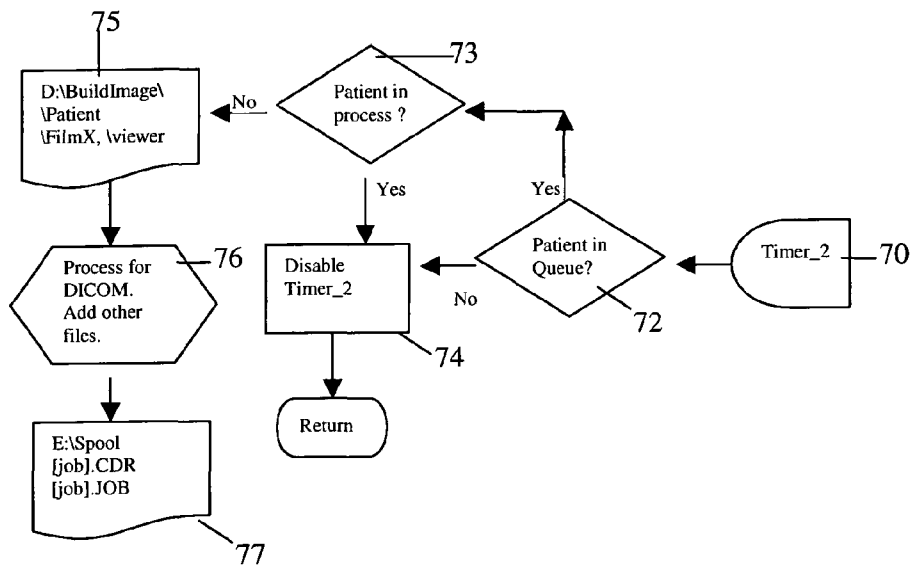 75
D:\BuildImage\
\Patient
\FilmX, \viewer
No
73
Patient in
process ?
Yes
Yes
Patient in
Queue?
72
No
Timer_2
70
Disable
Timer_2
74
Return
Process for
DICOM.
Add other
files.
76
E:\Spool
[job].CDR
[job].JOB
77